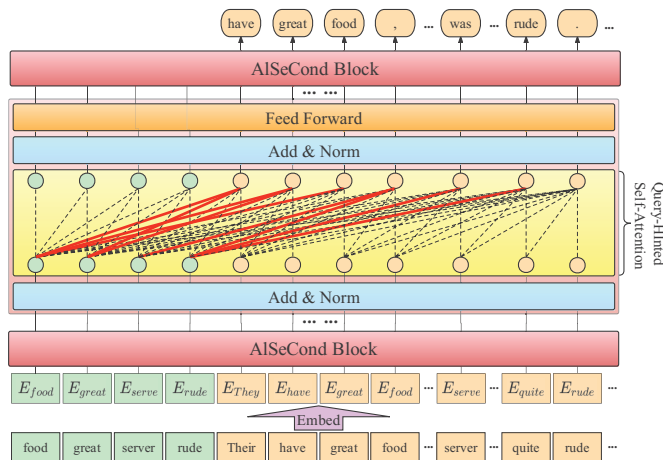 have great food , ... was ... rude . ...
AlSeCond Block
... ...
Feed Forward
Add & Norm
Query-HInted
Self-Attention
Add & Norm
... ...
AlSeCond Block
E_food E_great E_serve E_rude E_They E_have E_great E_food ... E_serve ... E_quite E_rude ...
Embed
food great server rude Their have great food ... server ... quite rude ...